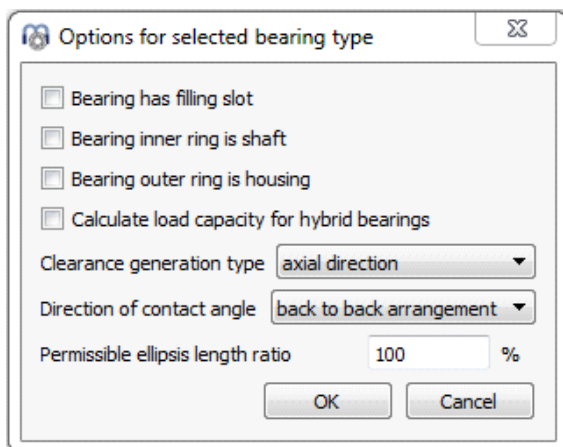 Options for selected bearing type
Bearing has filling slot
Bearing inner ring is shaft
Bearing outer ring is housing
Calculate load capacity for hybrid bearings
Clearance generation type axial direction
Direction of contact angle back to back arrangement
Permissible ellipsis length ratio 100 %
OK Cancel